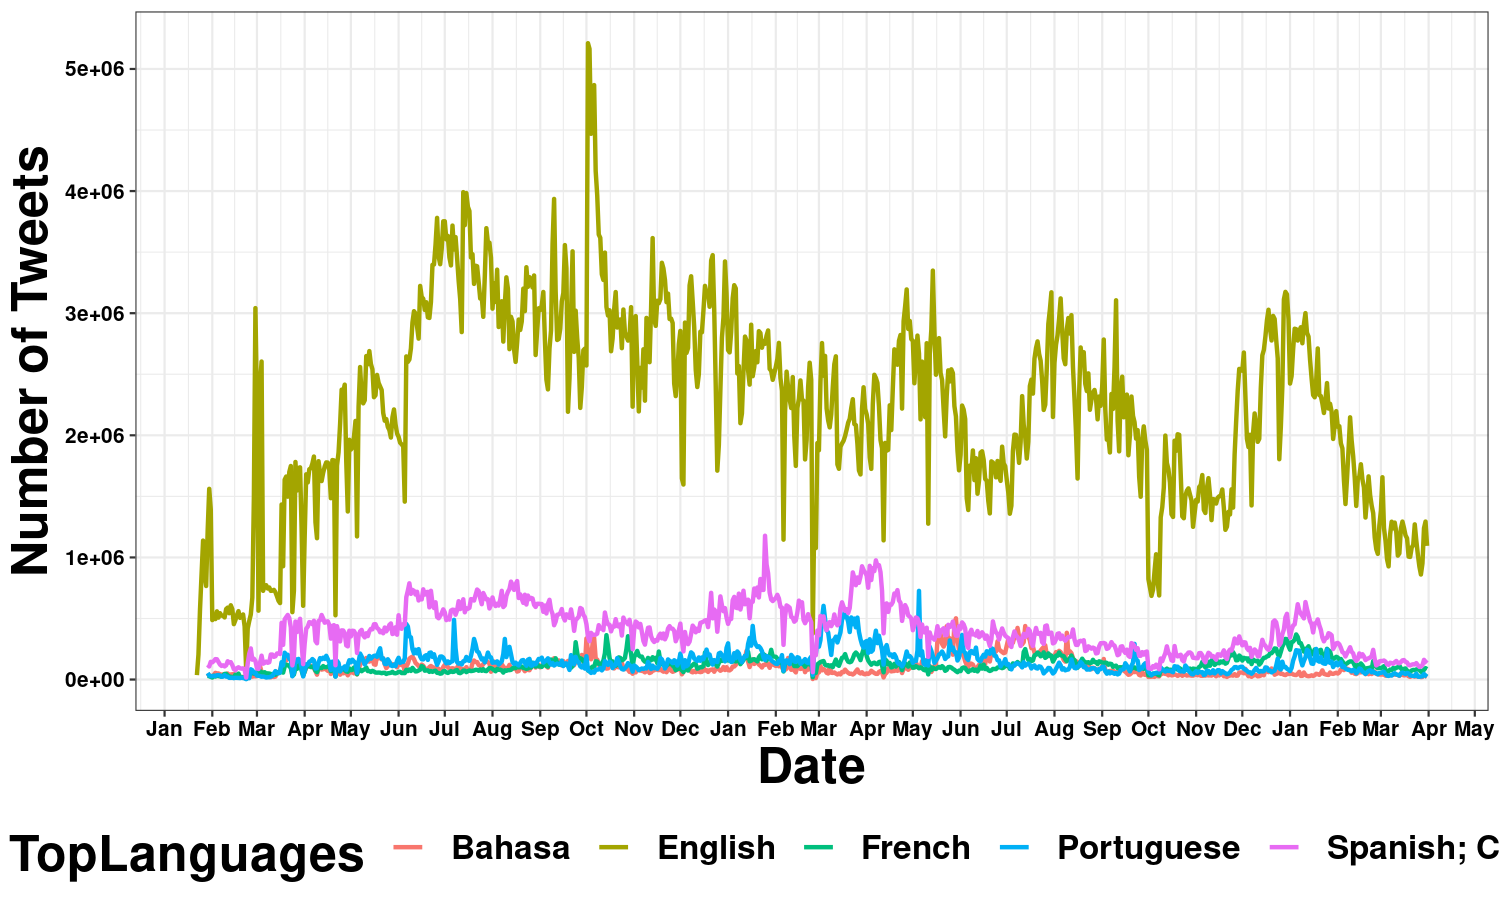 Number of Tweets
5e+06
4e+06
3e+06
2e+06
1e+06
0e+00
Jan Feb Mar Apr May Jun Jul Aug Sep Oct Nov Dec Jan Feb Mar Apr May Jun Jul Aug Sep Oct Nov Dec Jan Feb Mar Apr May
Date
TopLanguages Bahasa English French Portuguese Spanish; C